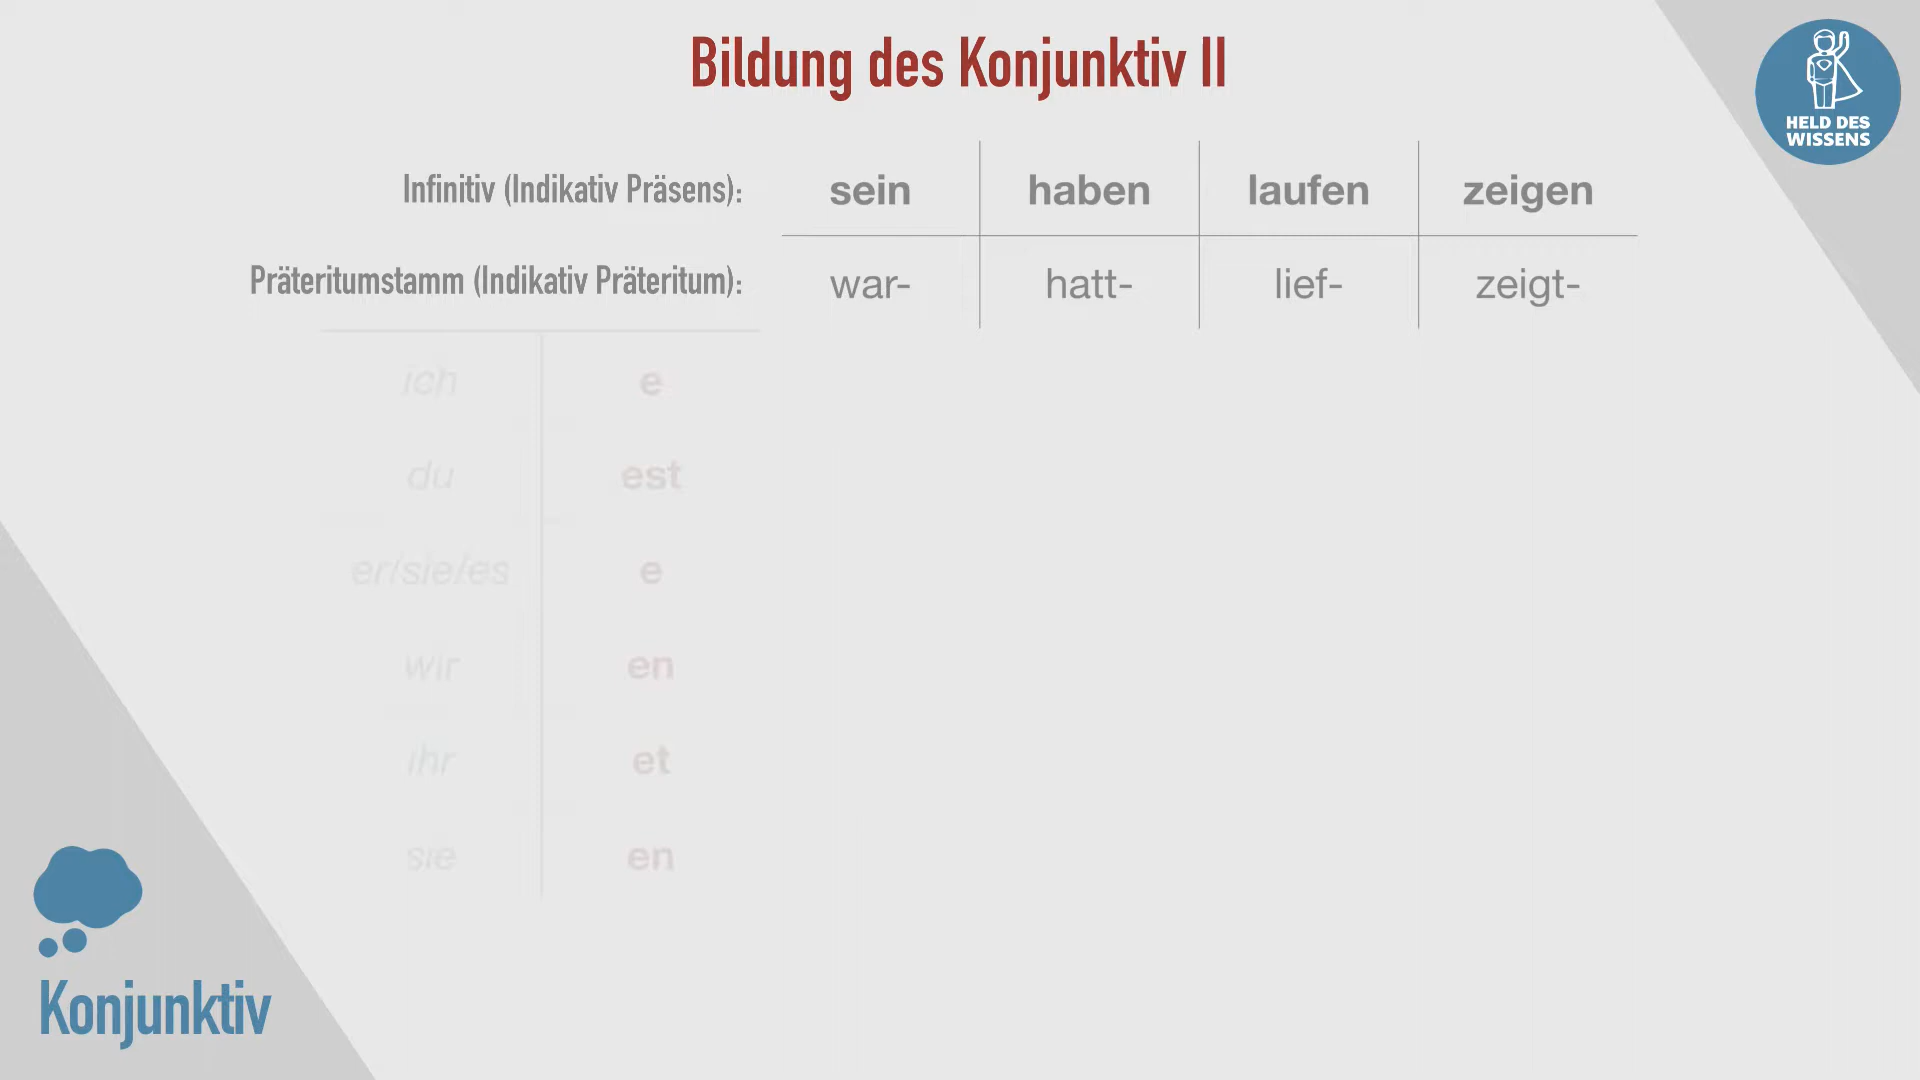 Bildung des Konjunktiv II
HELD DES
WISSENS
Infinitiv (Indikativ Präsens): sein haben laufen zeigen
Präteritumstamm (Indikativ Präteritum): war- hatt- lief- zeigt-
ich e
du est
er/sie/es e
wir en
ihr et
sie en
Konjunktiv